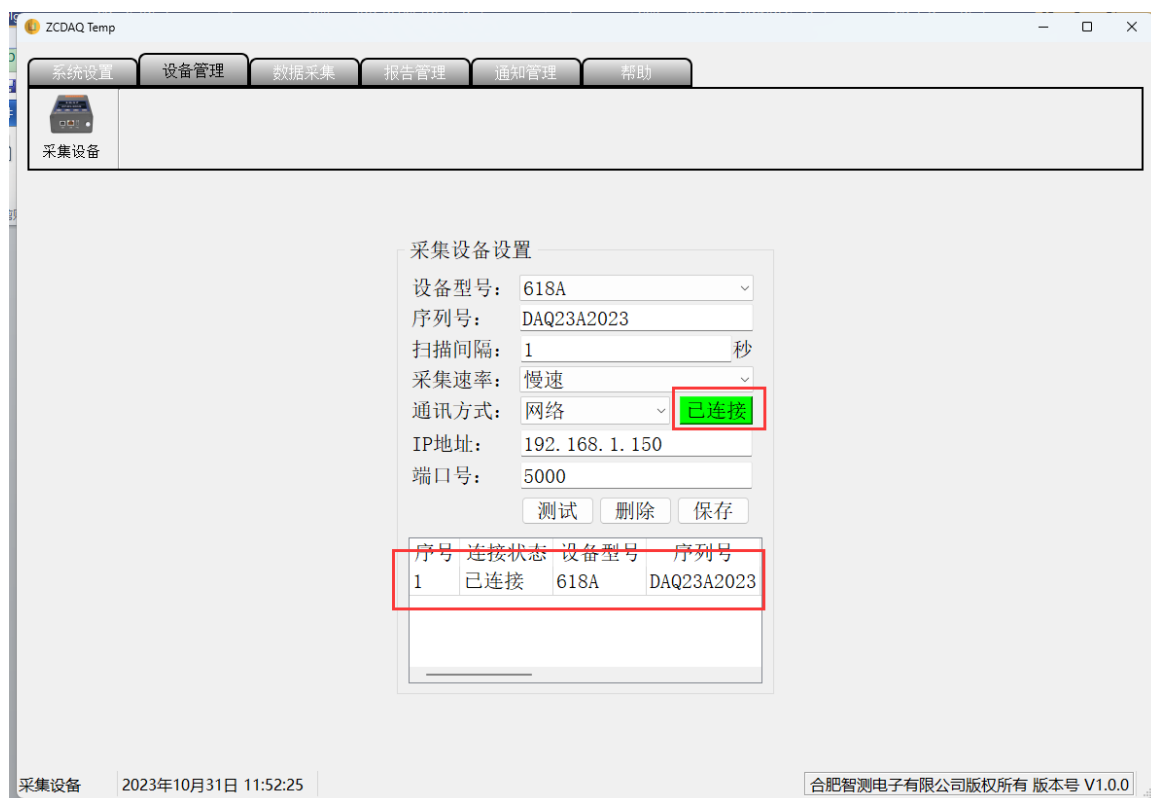 ZCDAQ Temp
系统设置 设备管理 数据采集 报告管理 通知管理 帮助
采集设备
采集设备设置
设备型号： 618A
序列号： DAQ23A2023
扫描间隔： 1 秒
采集速率： 慢速
通讯方式： 网络 已连接
IP地址： 192.168.1.150
端口号： 5000
测试 删除 保存
序号 连接状态 设备型号 序列号
1 已连接 618A DAQ23A2023
采集设备 2023年10月31日 11:52:25 合肥智测电子有限公司版权所有 版本号 V1.0.0